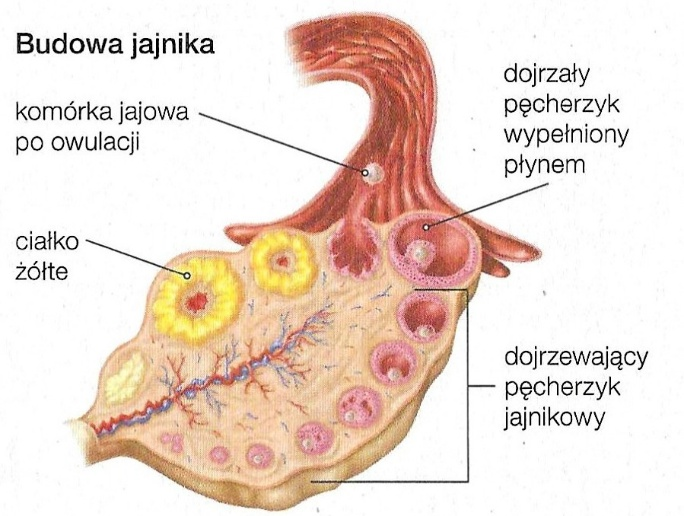 Budowa jajnika
komórka jajowa
po owulacji
ciałko
żółte
dojrzały
pęcherzyk
wypełniony
płynem
dojrzewający
pęcherzyk
jajnikowy